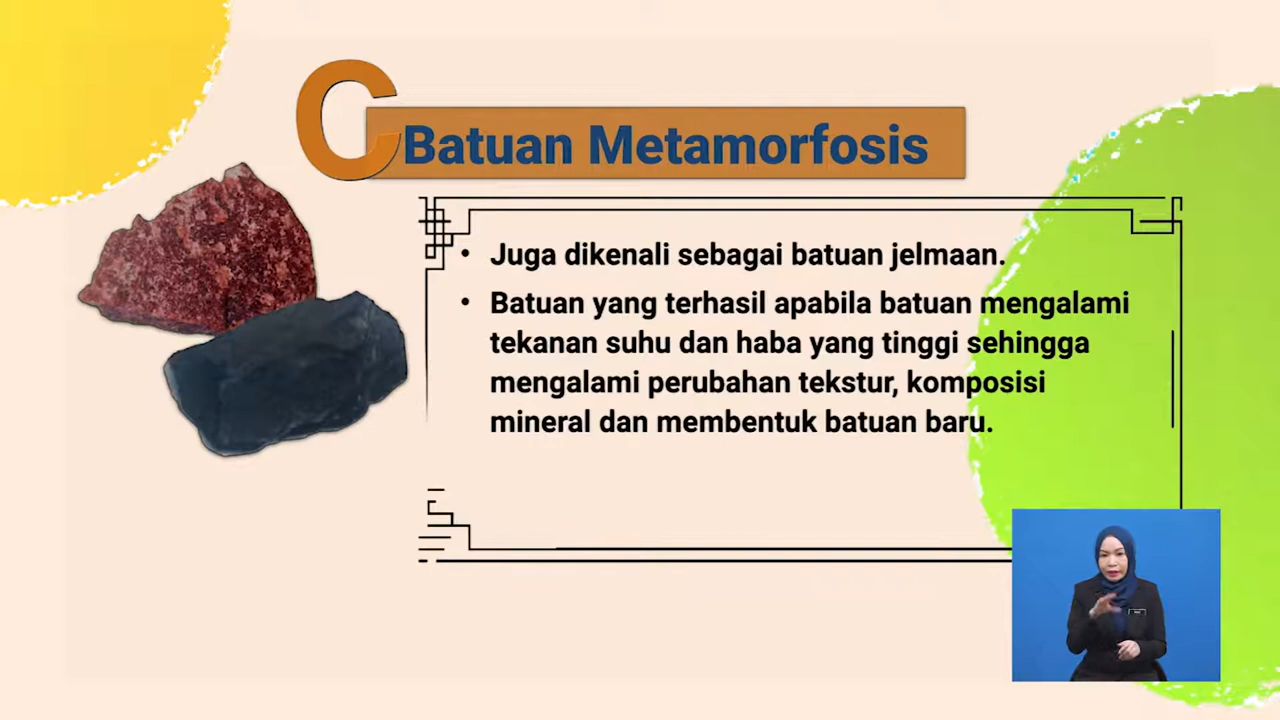 C
Batuan Metamorfosis
• Juga dikenali sebagai batuan jelmaan.
• Batuan yang terhasil apabila batuan mengalami
tekanan suhu dan haba yang tinggi sehingga
mengalami perubahan tekstur, komposisi
mineral dan membentuk batuan baru.